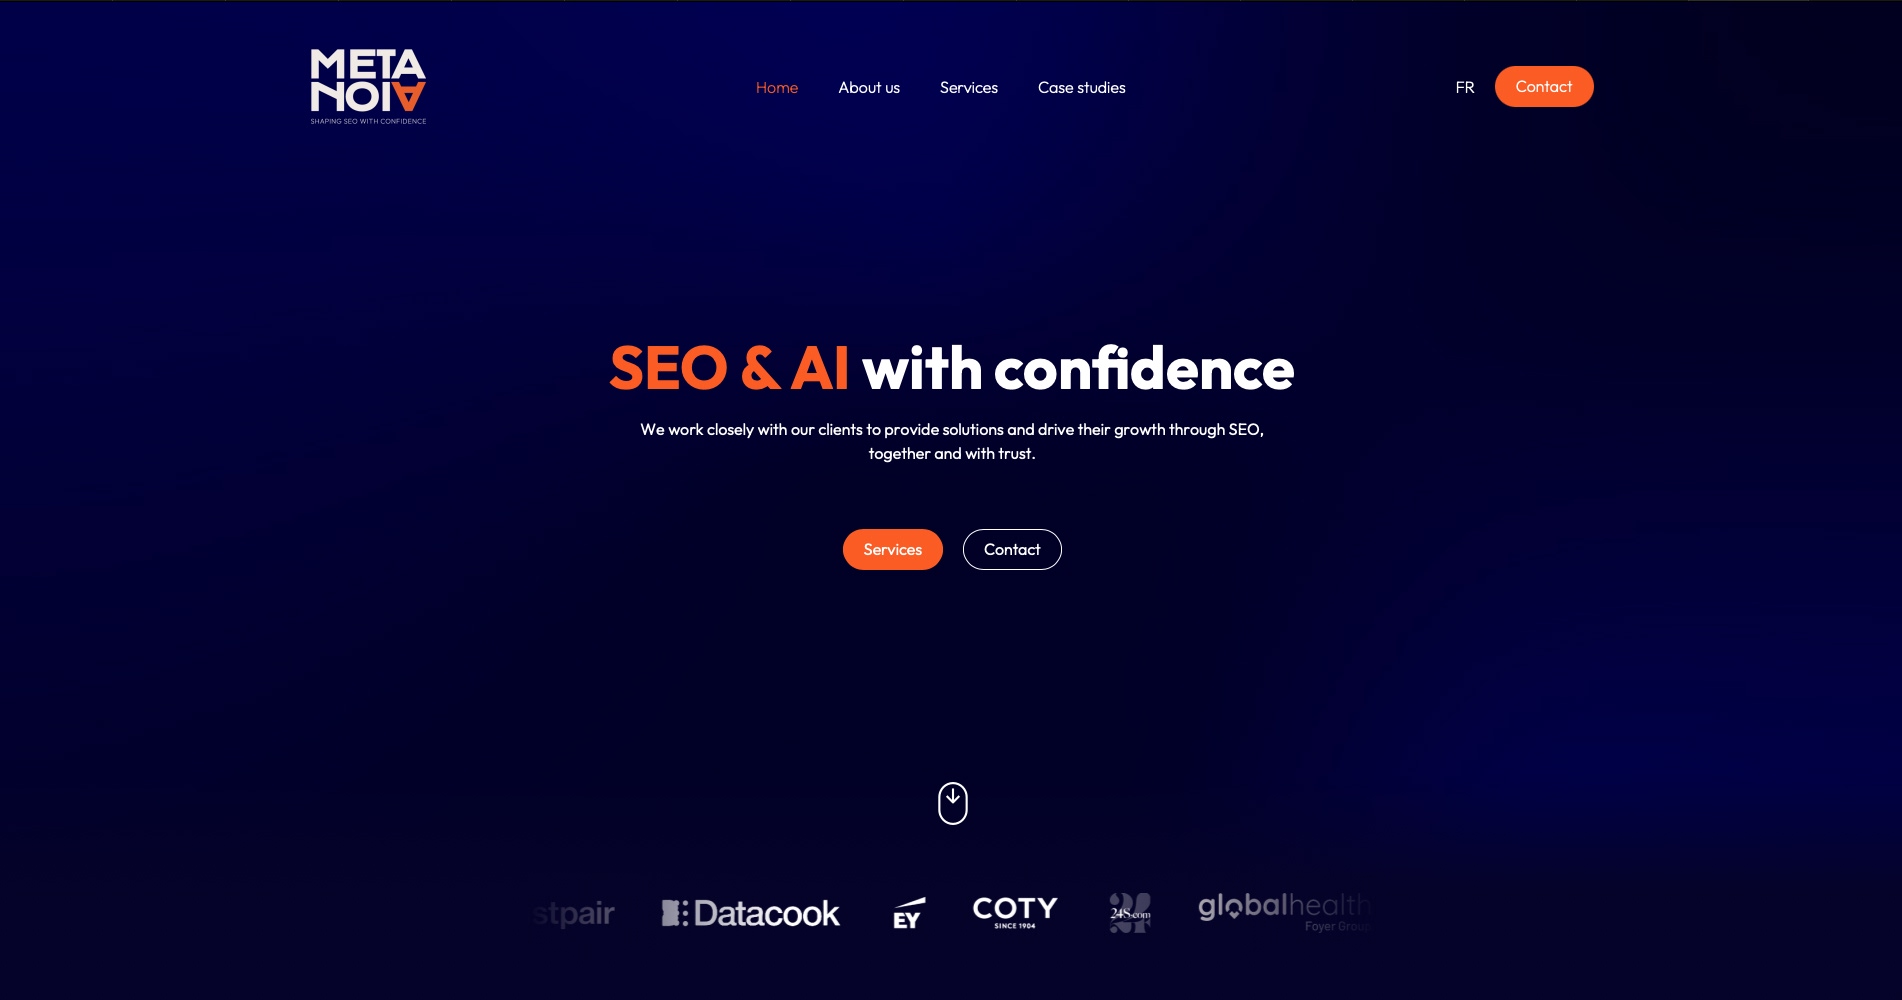 META
NOIA
SHAPING SEO WITH CONFIDENCE
Home
About us
Services
Case studies
FR
Contact
SEO & AI with confidence
We work closely with our clients to provide solutions and drive their growth through SEO,
together and with trust.
Services
Contact
stpair
Datacook
EY
COTY
SINCE 1904
24S.com
globalhealth
Foyer Group